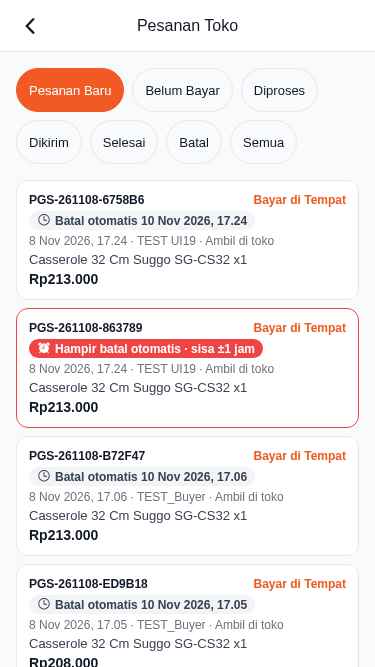 Pesanan Toko
Pesanan Baru
Belum Bayar
Diproses
Dikirim
Selesai
Batal
Semua
PGS-261108-6758B6 Bayar di Tempat
Batal otomatis 10 Nov 2026, 17.24
8 Nov 2026, 17.24 · TEST UI19 · Ambil di toko
Casserole 32 Cm Suggo SG-CS32 x1
Rp213.000
PGS-261108-863789 Bayar di Tempat
Hampir batal otomatis · sisa ±1 jam
8 Nov 2026, 17.24 · TEST UI19 · Ambil di toko
Casserole 32 Cm Suggo SG-CS32 x1
Rp213.000
PGS-261108-B72F47 Bayar di Tempat
Batal otomatis 10 Nov 2026, 17.06
8 Nov 2026, 17.06 · TEST_Buyer · Ambil di toko
Casserole 32 Cm Suggo SG-CS32 x1
Rp213.000
PGS-261108-ED9B18 Bayar di Tempat
Batal otomatis 10 Nov 2026, 17.05
8 Nov 2026, 17.05 · TEST_Buyer · Ambil di toko
Casserole 32 Cm Suggo SG-CS32 x1
Rp208.000